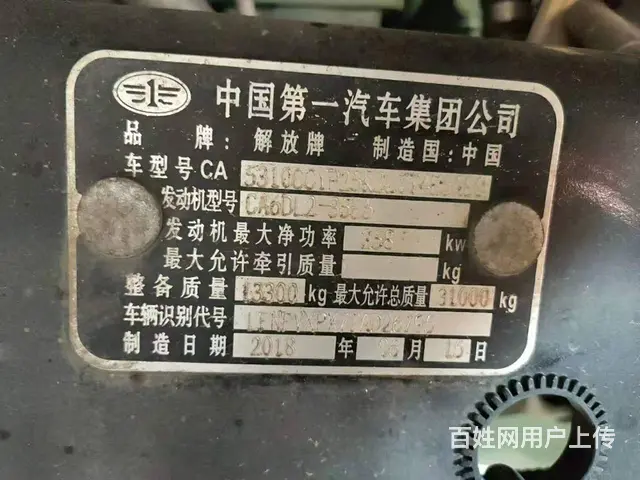 中国第一汽车集团公司
品 牌：解放牌 制造国：中国
车型号CA
发动机型号
发动机最大净功率 kw
最大允许牵引质量 kg
整备质量 13300 kg 最大允许总质量 31000 kg
车辆识别代号
制造日期 2018 年 月 15 日
百姓网用户上传